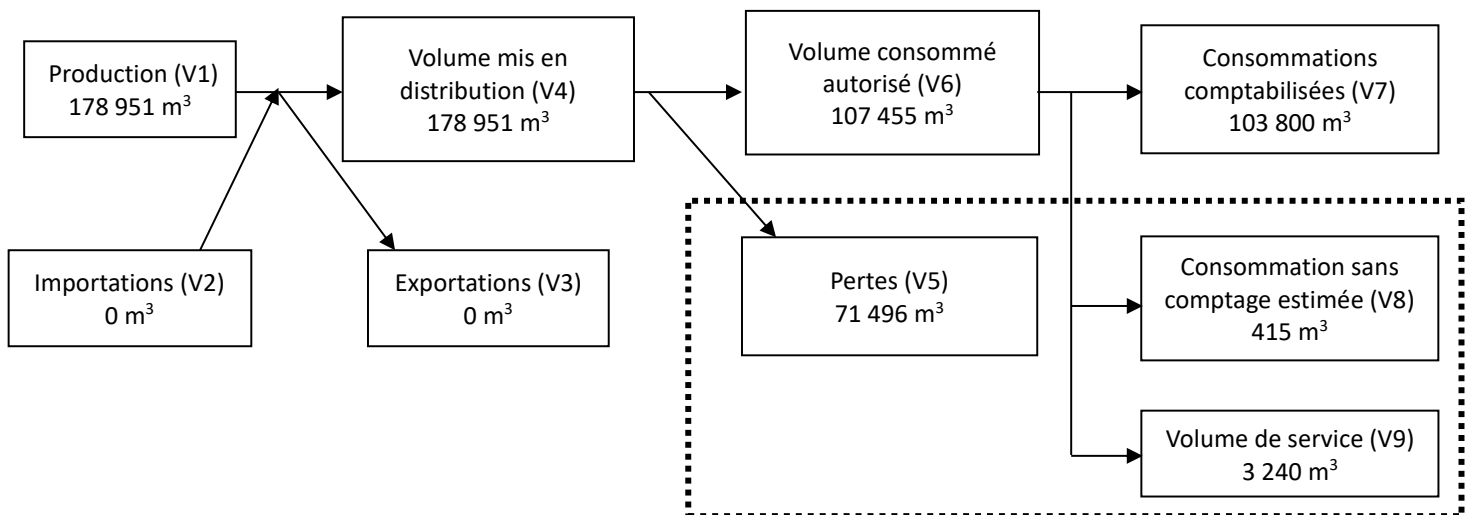 Production (V1)
178 951 m³
Volume mis en
distribution (V4)
178 951 m³
Volume consommé
autorisé (V6)
107 455 m³
Consommations
comptabilisées (V7)
103 800 m³
Importations (V2)
0 m³
Exportations (V3)
0 m³
Pertes (V5)
71 496 m³
Consommation sans
comptage estimée (V8)
415 m³
Volume de service (V9)
3 240 m³